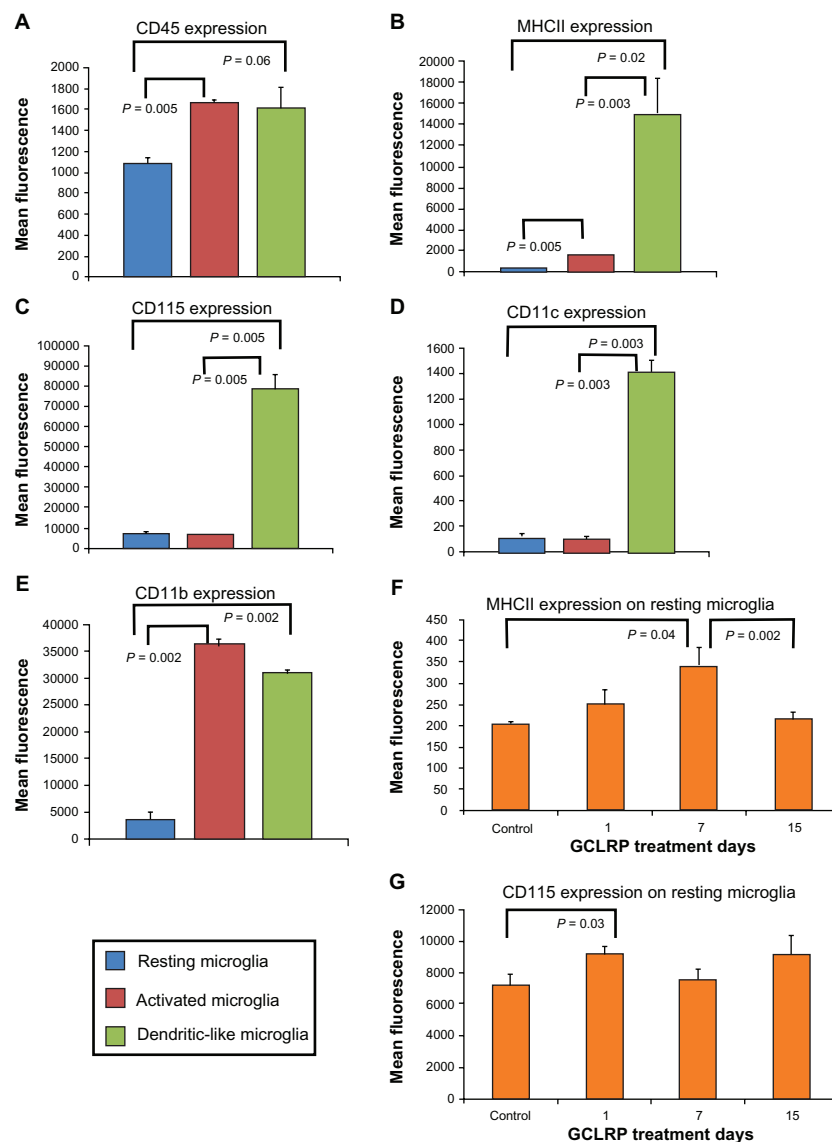 A
CD45 expression
P = 0.06
P = 0.005
Mean fluorescence
2000
1800
1600
1400
1200
1000
800
600
400
200
0
B
MHCII expression
P = 0.02
P = 0.003
P = 0.005
Mean fluorescence
20000
18000
16000
14000
12000
10000
8000
6000
4000
2000
0
C
CD115 expression
P = 0.005
P = 0.005
Mean fluorescence
100000
90000
80000
70000
60000
50000
40000
30000
20000
10000
0
D
CD11c expression
P = 0.003
P = 0.003
Mean fluorescence
1600
1400
1200
1000
800
600
400
200
0
E
CD11b expression
P = 0.002
P = 0.002
Mean fluorescence
40000
35000
30000
25000
20000
15000
10000
5000
0
F
MHCII expression on resting microglia
P = 0.04
P = 0.002
Mean fluorescence
450
400
350
300
250
200
150
100
50
0
Control 1 7 15
GCLRP treatment days
G
CD115 expression on resting microglia
P = 0.03
Mean fluorescence
12000
10000
8000
6000
4000
2000
0
Control 1 7 15
GCLRP treatment days
Resting microglia
Activated microglia
Dendritic-like microglia